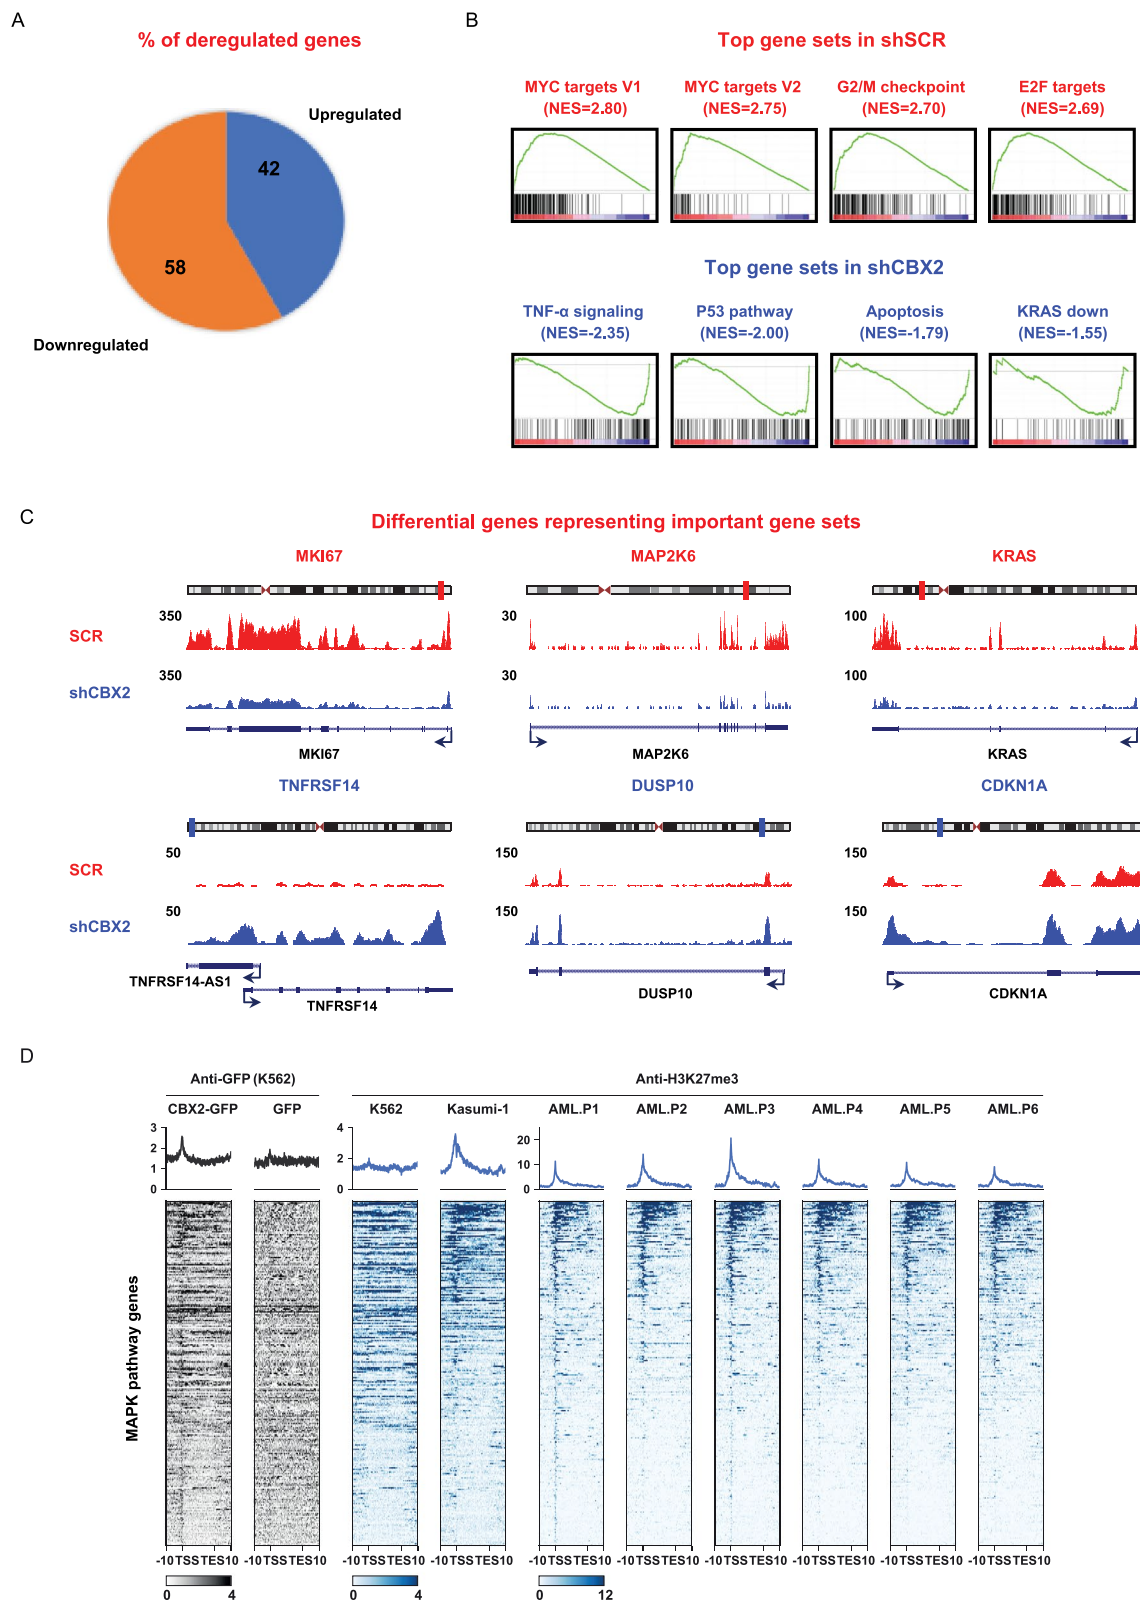 A
% of deregulated genes
Upregulated
42
58
Downregulated
B
Top gene sets in shSCR
MYC targets V1 MYC targets V2 G2/M checkpoint E2F targets
(NES=2.80) (NES=2.75) (NES=2.70) (NES=2.69)
Top gene sets in shCBX2
TNF-α signaling P53 pathway Apoptosis KRAS down
(NES=-2.35) (NES=-2.00) (NES=-1.79) (NES=-1.55)
C
Differential genes representing important gene sets
MKI67 MAP2K6 KRAS
350 30 100
SCR
350 30 100
shCBX2
MKI67 MAP2K6 KRAS
TNFRSF14 DUSP10 CDKN1A
50 150 150
SCR
50 150 150
shCBX2
TNFRSF14-AS1
TNFRSF14 DUSP10 CDKN1A
D
Anti-GFP (K562) Anti-H3K27me3
CBX2-GFP GFP K562 Kasumi-1 AML.P1 AML.P2 AML.P3 AML.P4 AML.P5 AML.P6
3 4
2 20
2
1 10
0 0 0
MAPK pathway genes
-10TSSTES10 -10TSSTES10 -10TSSTES10 -10TSSTES10 -10TSSTES10 -10TSSTES10 -10TSSTES10 -10TSSTES10 -10TSSTES10 -10TSSTES10
0 4 0 4 0 12